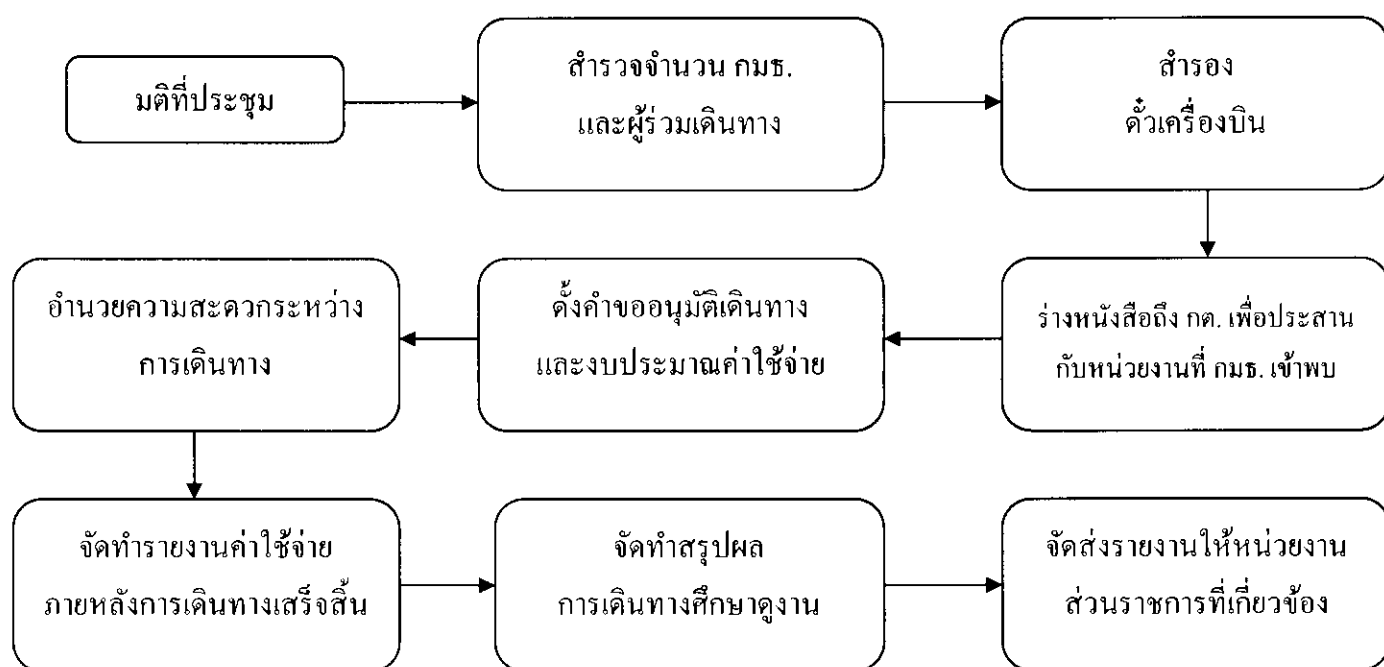 มติที่ประชุม
สำรวจจำนวน กมธ.
และผู้ร่วมเดินทาง
สำรอง
ตั๋วเครื่องบิน
ร่างหนังสือถึง กต. เพื่อประสาน
กับหน่วยงานที่ กมธ. เข้าพบ
ตั้งคำขออนุมัติเดินทาง
และงบประมาณค่าใช้จ่าย
อำนวยความสะดวกระหว่าง
การเดินทาง
จัดทำรายงานค่าใช้จ่าย
ภายหลังการเดินทางเสร็จสิ้น
จัดทำสรุปผล
การเดินทางศึกษาดูงาน
จัดส่งรายงานให้หน่วยงาน
ส่วนราชการที่เกี่ยวข้อง